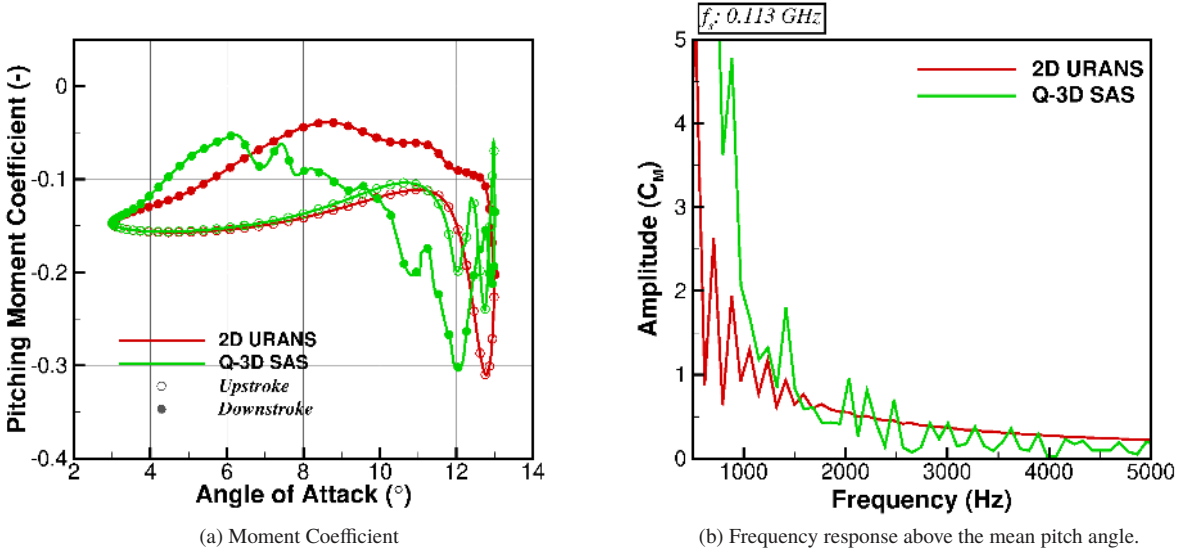 f_s: 0.113 GHz
Pitching Moment Coefficient (-)
0
-0.1
-0.2
-0.3
-0.4
2D URANS
Q-3D SAS
Upstroke
Downstroke
2 4 6 8 10 12 14
Angle of Attack (°)
(a) Moment Coefficient
Amplitude (C_M)
5
4
3
2
1
0
2D URANS
Q-3D SAS
1000 2000 3000 4000 5000
Frequency (Hz)
(b) Frequency response above the mean pitch angle.